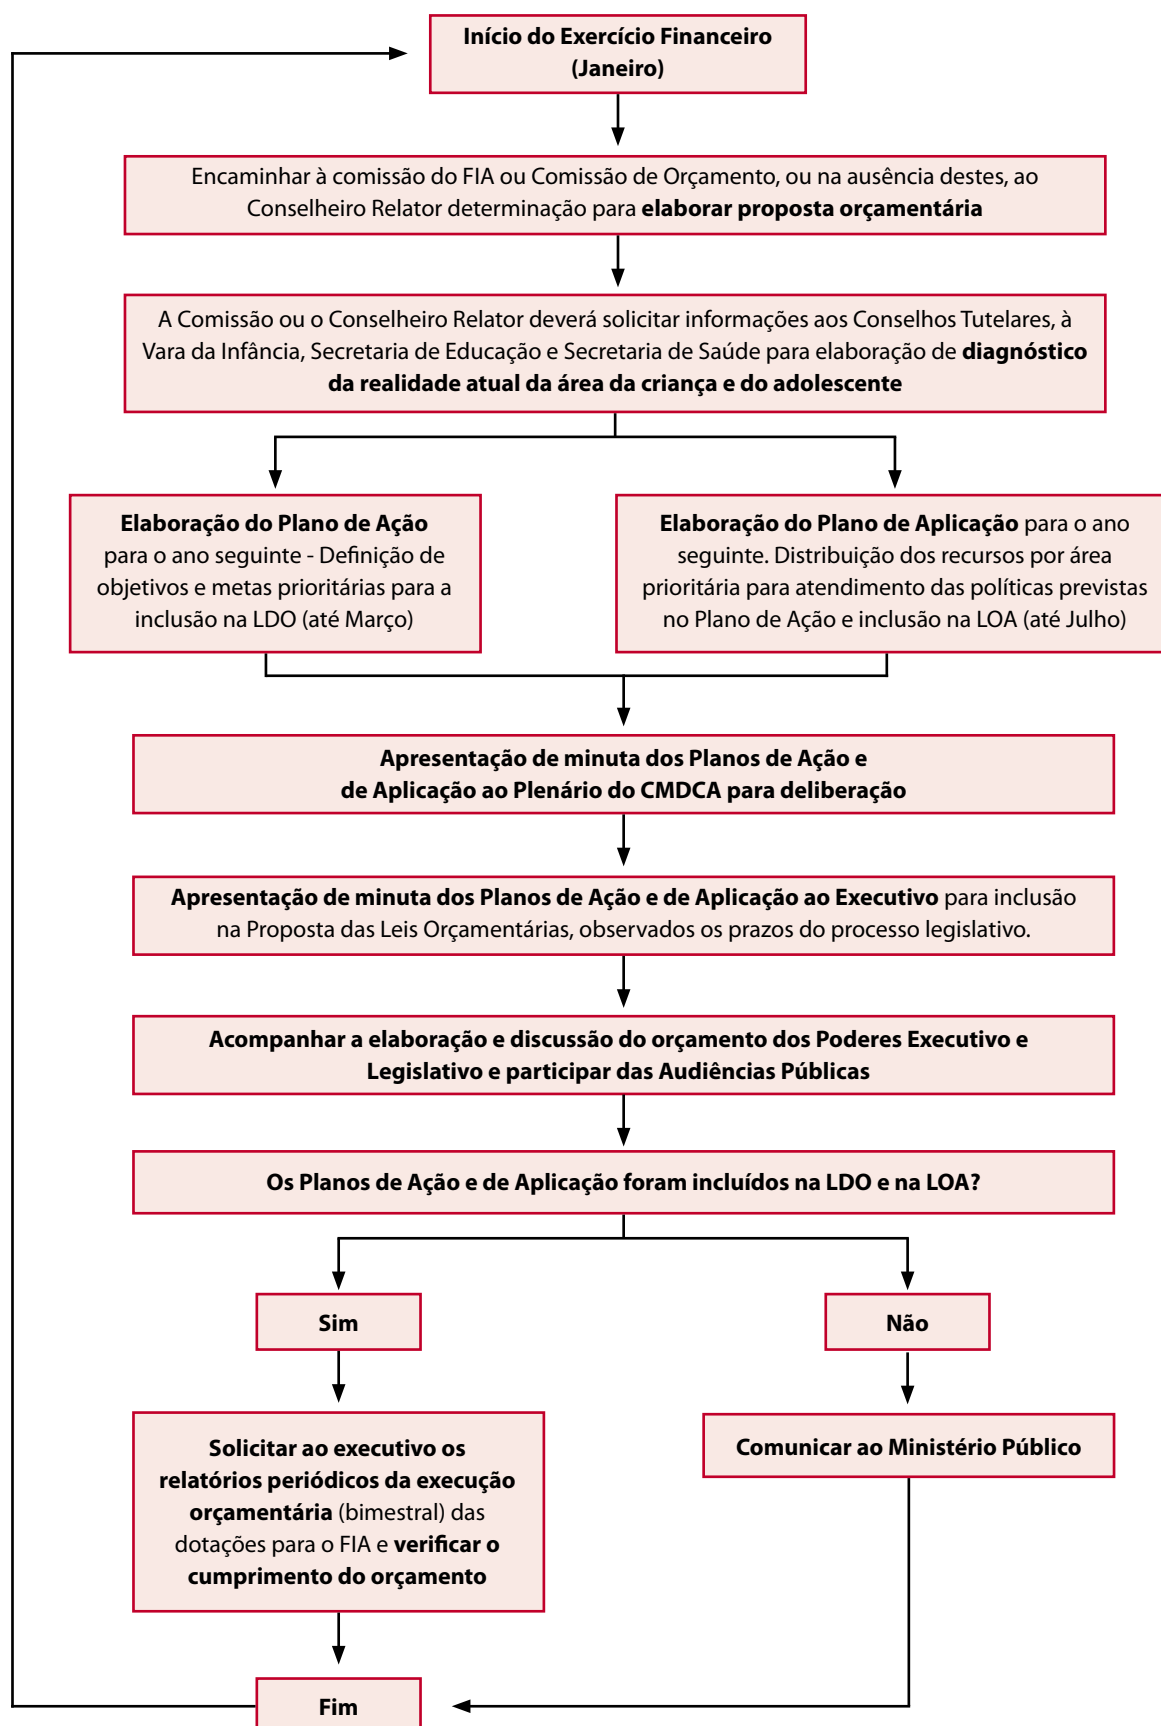 Início do Exercício Financeiro
(Janeiro)
Encaminhar à comissão do FIA ou Comissão de Orçamento, ou na ausência destes, ao
Conselheiro Relator determinação para elaborar proposta orçamentária
A Comissão ou o Conselheiro Relator deverá solicitar informações aos Conselhos Tutelares, à
Vara da Infância, Secretaria de Educação e Secretaria de Saúde para elaboração de diagnóstico
da realidade atual da área da criança e do adolescente
Elaboração do Plano de Ação
para o ano seguinte - Definição de
objetivos e metas prioritárias para a
inclusão na LDO (até Março)
Elaboração do Plano de Aplicação para o ano
seguinte. Distribuição dos recursos por área
prioritária para atendimento das políticas previstas
no Plano de Ação e inclusão na LOA (até Julho)
Apresentação de minuta dos Planos de Ação e
de Aplicação ao Plenário do CMDCA para deliberação
Apresentação de minuta dos Planos de Ação e de Aplicação ao Executivo para inclusão
na Proposta das Leis Orçamentárias, observados os prazos do processo legislativo.
Acompanhar a elaboração e discussão do orçamento dos Poderes Executivo e
Legislativo e participar das Audiências Públicas
Os Planos de Ação e de Aplicação foram incluídos na LDO e na LOA?
Sim
Não
Solicitar ao executivo os
relatórios periódicos da execução
orçamentária (bimestral) das
dotações para o FIA e verificar o
cumprimento do orçamento
Comunicar ao Ministério Público
Fim